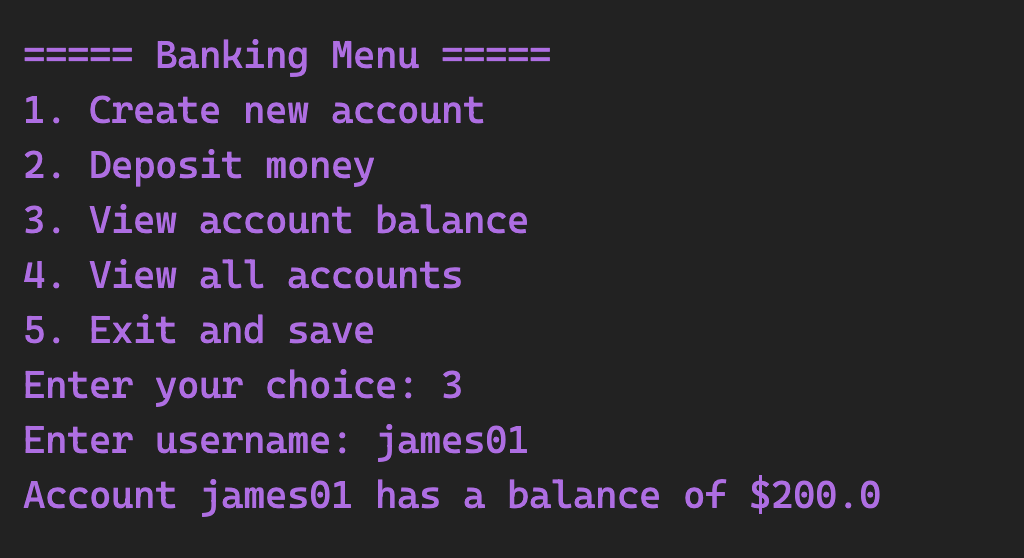 ===== Banking Menu =====
1. Create new account
2. Deposit money
3. View account balance
4. View all accounts
5. Exit and save
Enter your choice: 3
Enter username: james01
Account james01 has a balance of $200.0